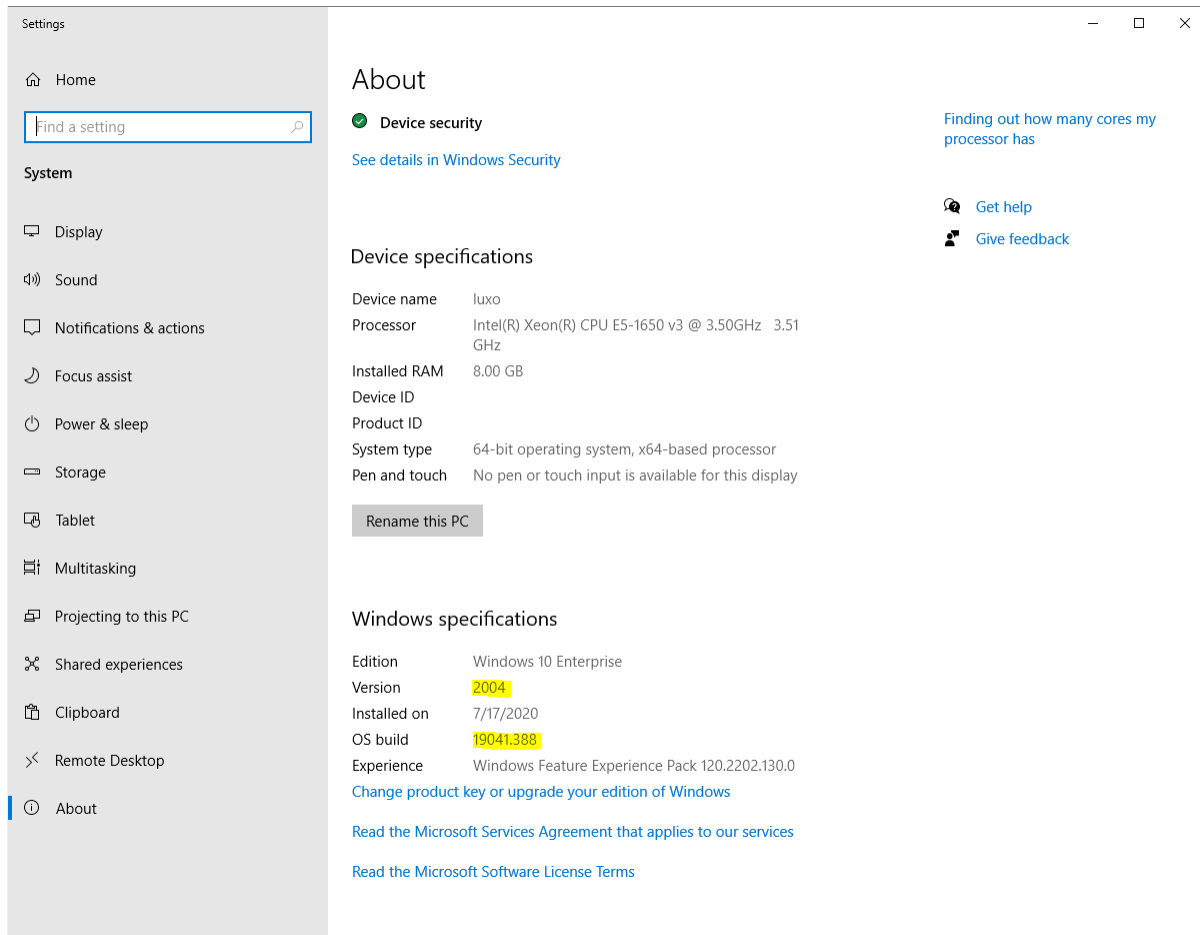 Settings
Home
Find a setting
System
Display
Sound
Notifications & actions
Focus assist
Power & sleep
Storage
Tablet
Multitasking
Projecting to this PC
Shared experiences
Clipboard
Remote Desktop
About
About
Device security
See details in Windows Security
Device specifications
Device name luxo
Processor Intel(R) Xeon(R) CPU E5-1650 v3 @ 3.50GHz 3.51
GHz
Installed RAM 8.00 GB
Device ID
Product ID
System type 64-bit operating system, x64-based processor
Pen and touch No pen or touch input is available for this display
Rename this PC
Windows specifications
Edition Windows 10 Enterprise
Version 2004
Installed on 7/17/2020
OS build 19041.388
Experience Windows Feature Experience Pack 120.2202.130.0
Change product key or upgrade your edition of Windows
Read the Microsoft Services Agreement that applies to our services
Read the Microsoft Software License Terms
Finding out how many cores my
processor has
Get help
Give feedback